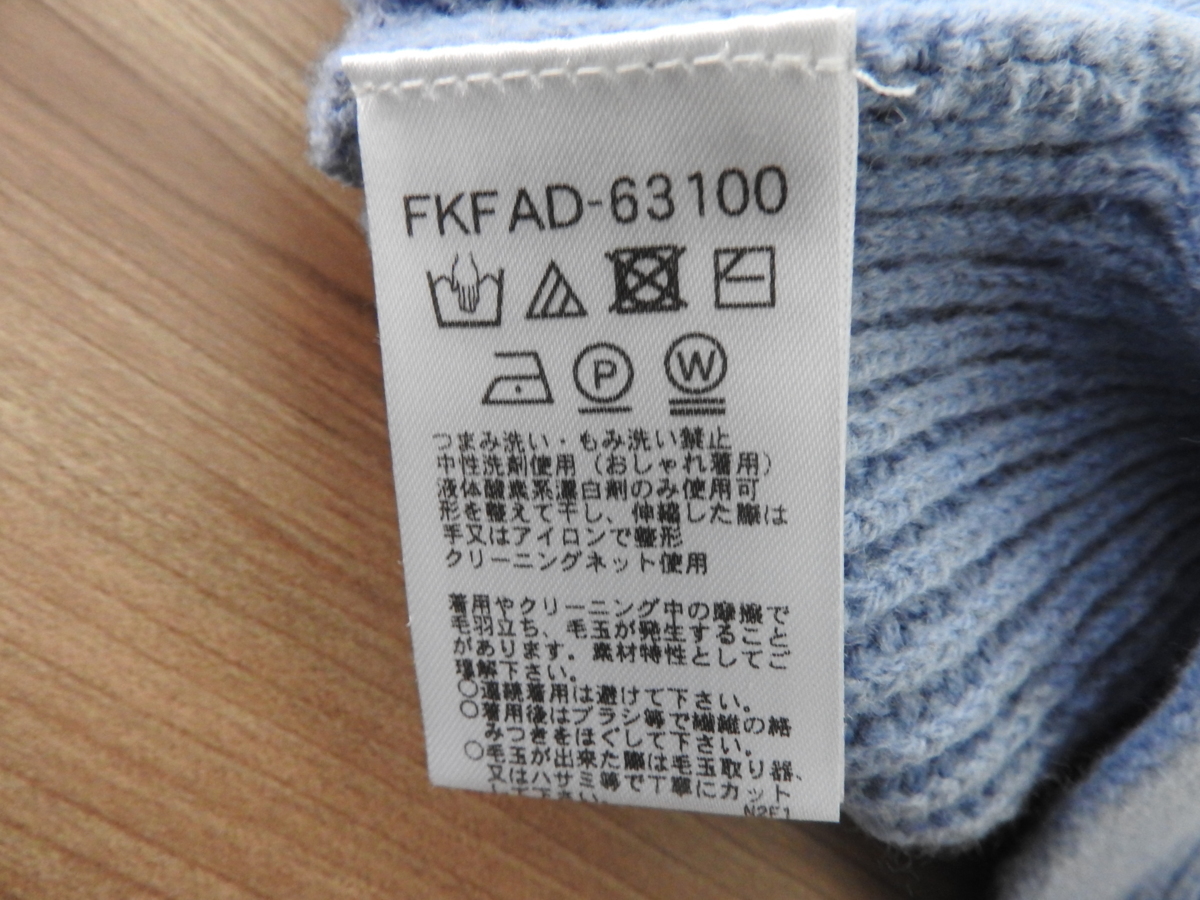 FKFAD-63100
P W
つまみ洗い・もみ洗い禁止
中性洗剤使用（おしゃれ着用）
液体酸素系漂白剤のみ使用可
形を整えて干し、伸縮した際は
手又はアイロンで整形
クリーニングネット使用
着用やクリーニング中の摩擦で
毛羽立ち、毛玉が発生すること
があります。素材特性としてご
理解下さい。
○連続着用は避けて下さい。
○着用後はブラシ等で繊維の絡
みつきをほぐして下さい。
○毛玉が出来た際は毛玉取り器、
又はハサミ等で丁寧にカット
して下さい。
N2F1